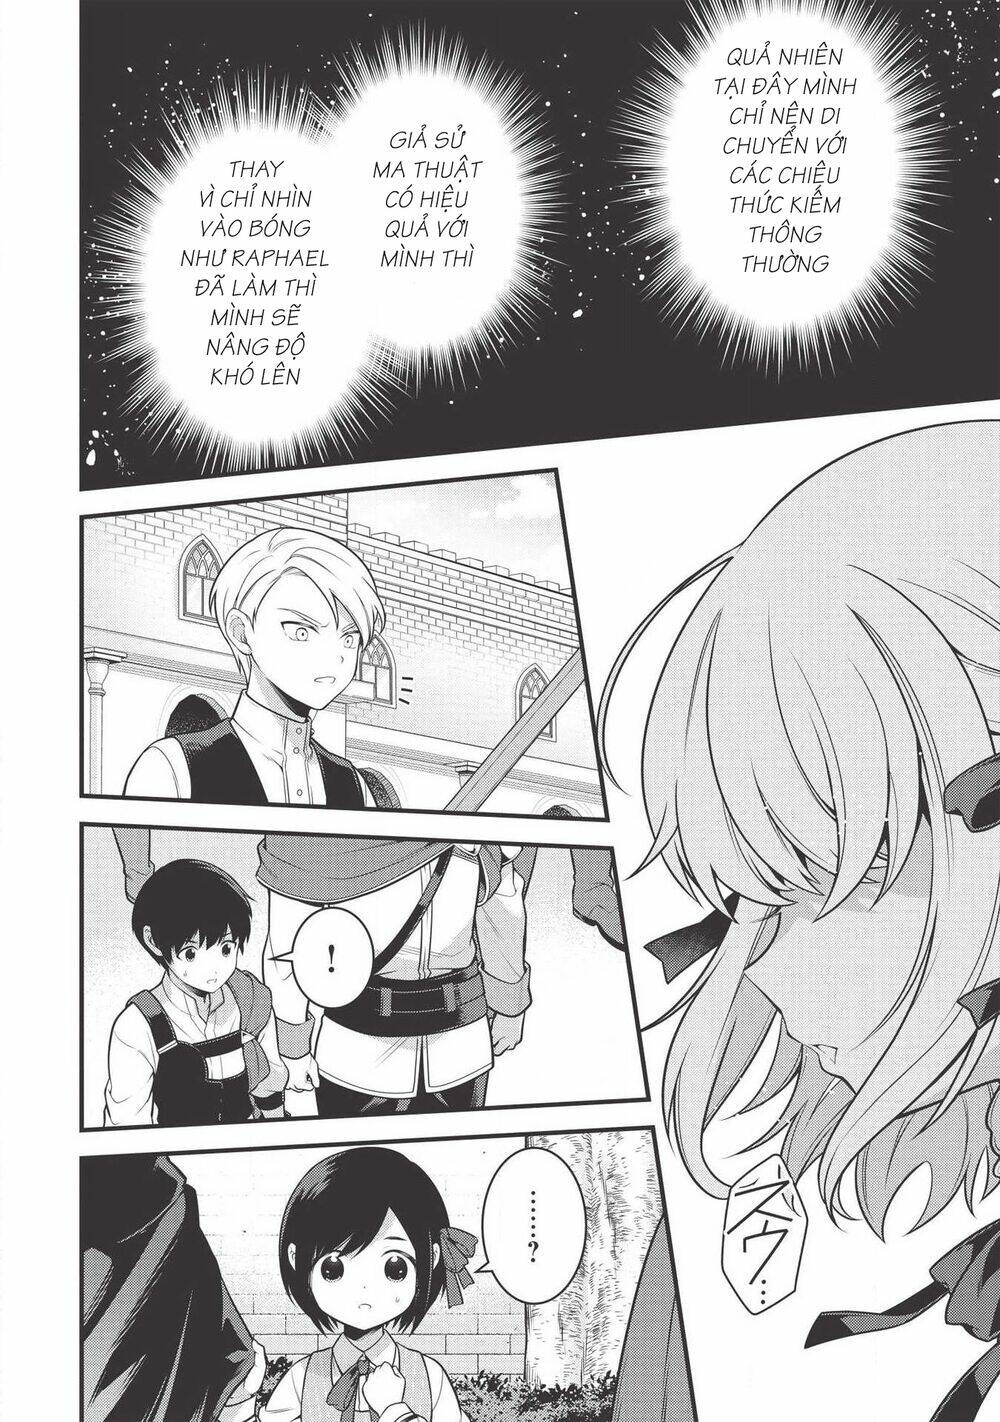 QUẢ NHIÊN
TẠI ĐÂY MÌNH
CHỈ NÊN DI
CHUYỂN VỚI
CÁC CHIÊU
THỨC KIẾM
THÔNG
THƯỜNG
GIẢ SỬ
MA THUẬT
CÓ HIỆU
QUẢ VỚI
MÌNH THÌ
THAY
VÌ CHỈ NHÌN
VÀO BÓNG
NHƯ RAPHAEL
ĐÃ LÀM THÌ
MÌNH SẼ
NÂNG ĐỘ
KHÓ LÊN
!
スゥ…
……?